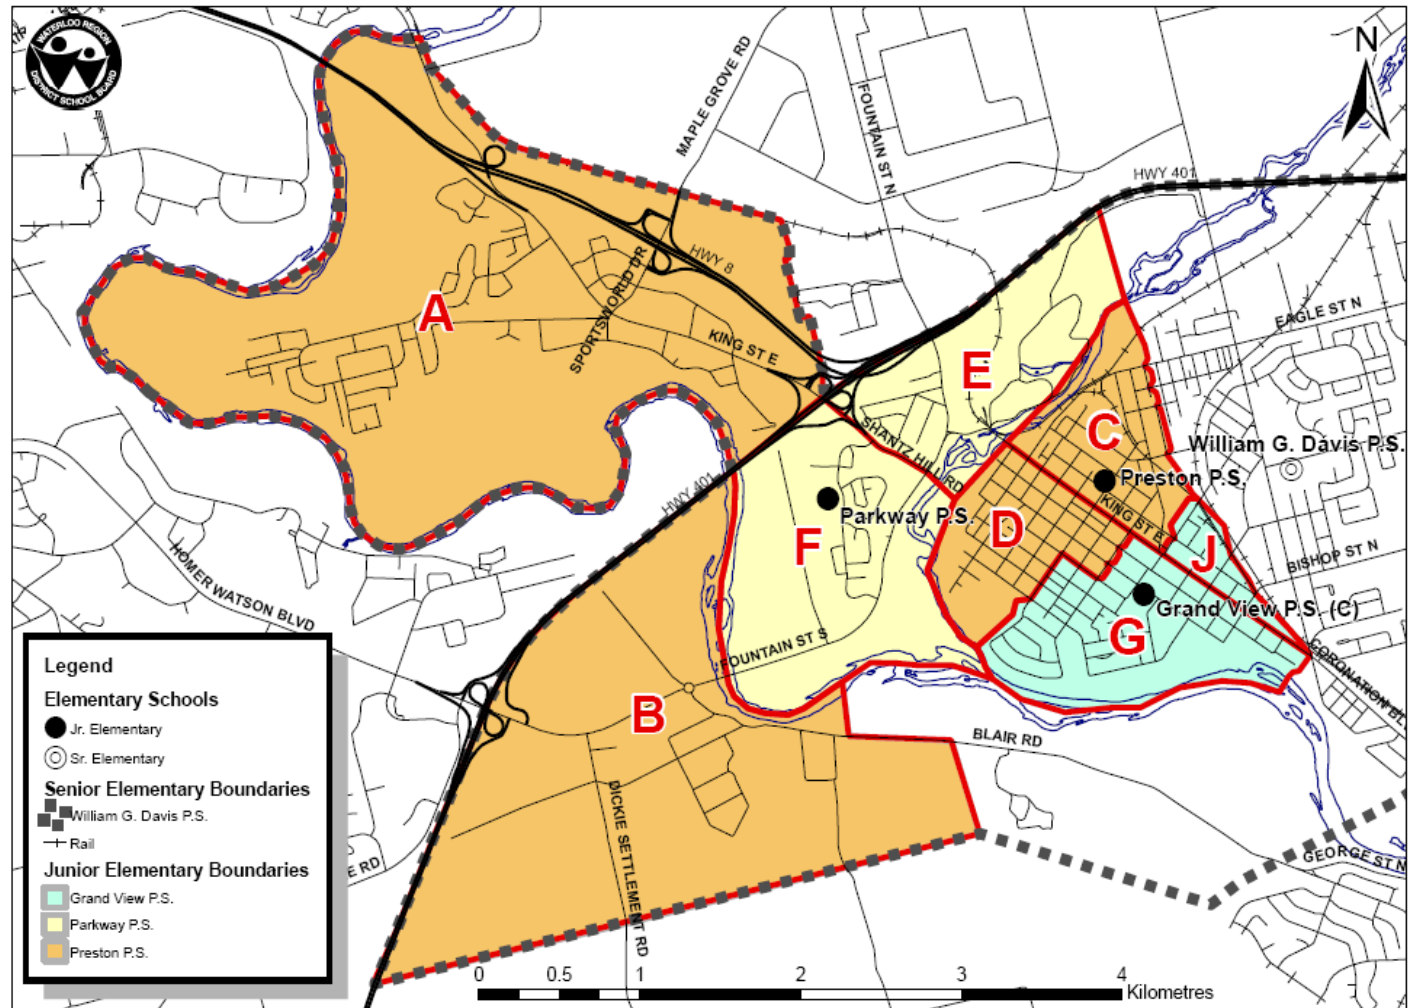 WATERLOO REGION
DISTRICT SCHOOL BOARD
N
MAPLE GROVE RD
FOUNTAIN ST N
HWY 401
HWY 8
SPORTSWORLD DR
EAGLE ST N
A
KING ST E
E
SHANTZ HILL RD
C
William G. Davis P.S.
Preston P.S.
HWY 401
Parkway P.S.
KING ST E
F
D
J
BISHOP ST N
HOMER WATSON BLVD
Grand View P.S. (C)
G
FOUNTAIN ST S
CORONATION BL
B
BLAIR RD
DICKIE SETTLEMENT RD
GEORGE ST N
E RD
Legend
Elementary Schools
Jr. Elementary
Sr. Elementary
Senior Elementary Boundaries
William G. Davis P.S.
Rail
Junior Elementary Boundaries
Grand View P.S.
Parkway P.S.
Preston P.S.
0 0.5 1 2 3 4
Kilometres